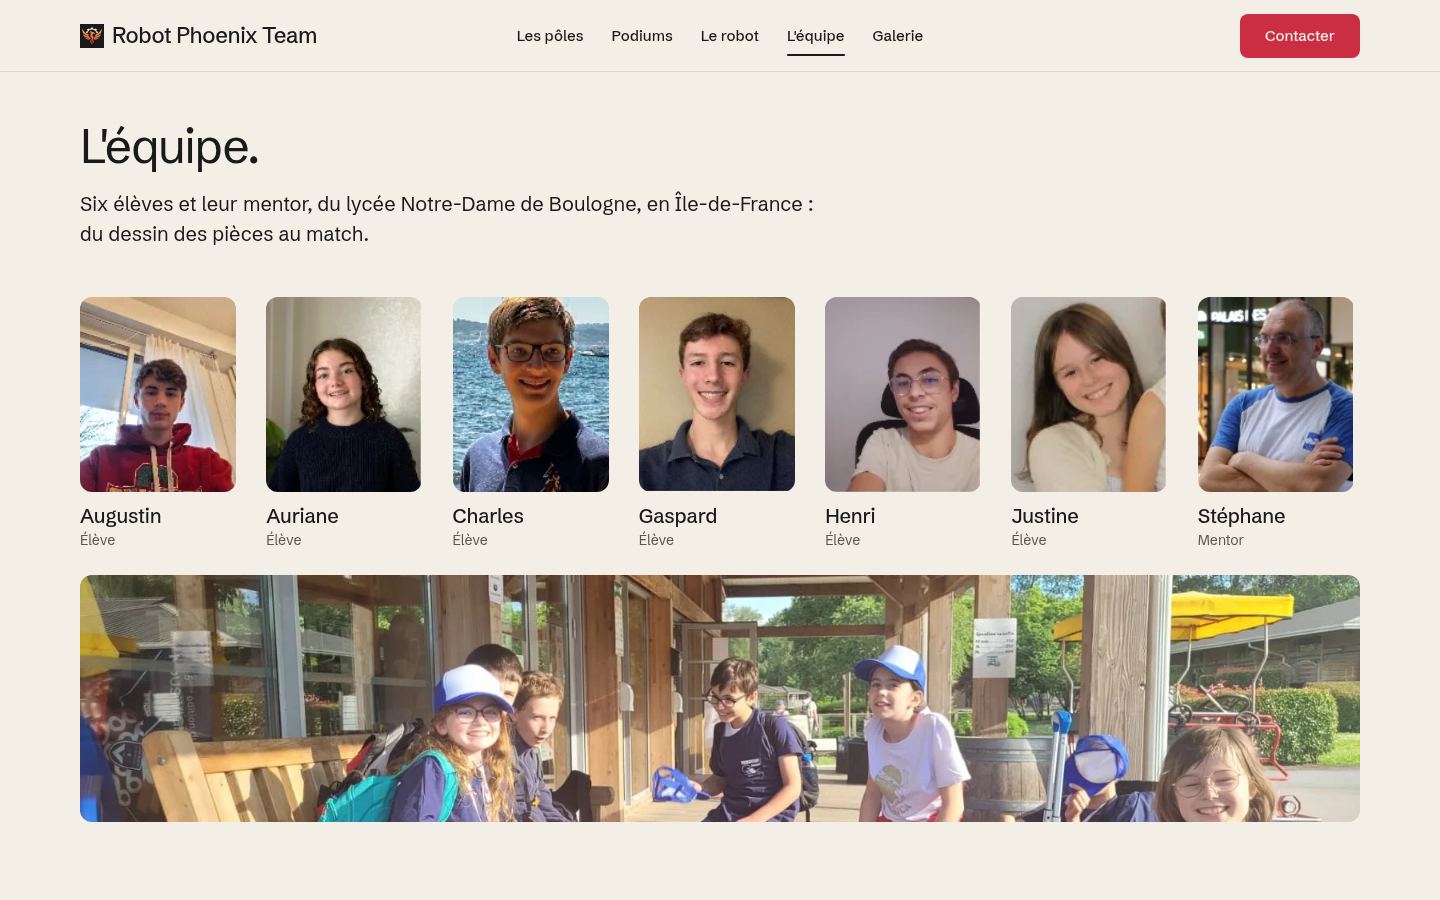 Robot Phoenix Team
Les pôles
Podiums
Le robot
L'équipe
Galerie
Contacter
L'équipe.
Six élèves et leur mentor, du lycée Notre-Dame de Boulogne, en Île-de-France :
du dessin des pièces au match.
PALAIS DES
Augustin
Auriane
Charles
Gaspard
Henri
Justine
Stéphane
Élève
Élève
Élève
Élève
Élève
Élève
Mentor